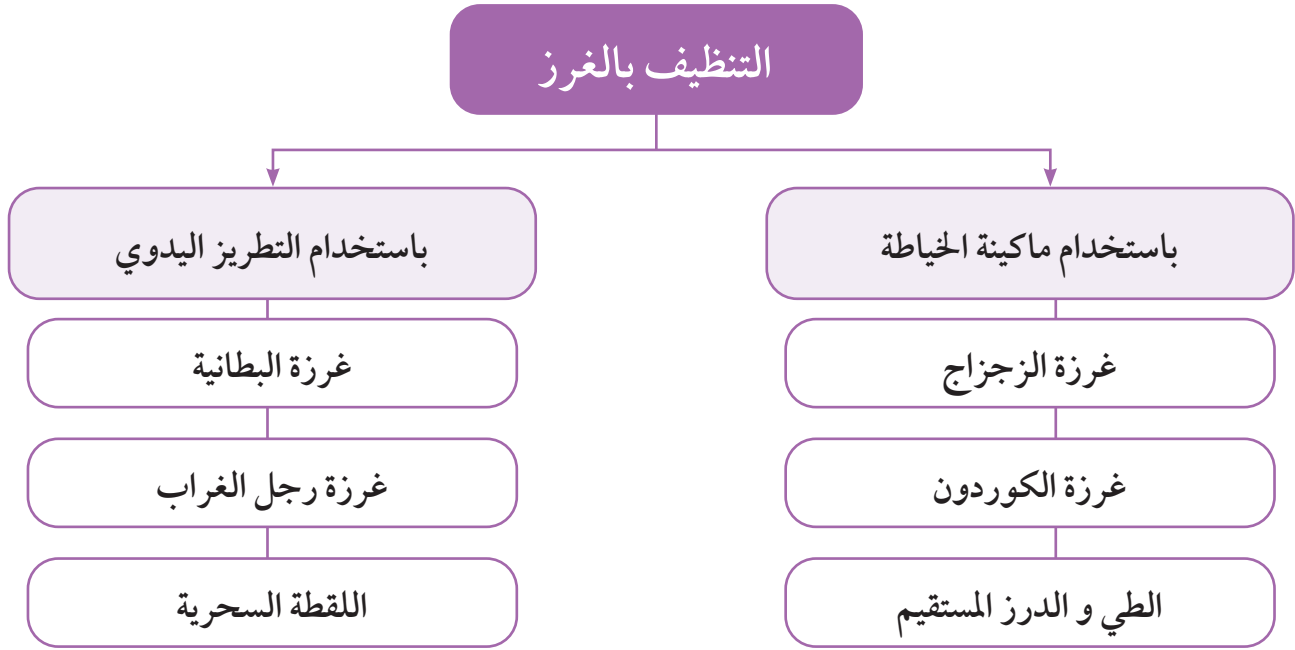 التنظيف بالغرز
باستخدام ماكينة الخياطة
غرزة الزجزاج
غرزة الكوردون
الطي و الدرز المستقيم
باستخدام التطريز اليدوي
غرزة البطانية
غرزة رجل الغراب
اللقطة السحرية